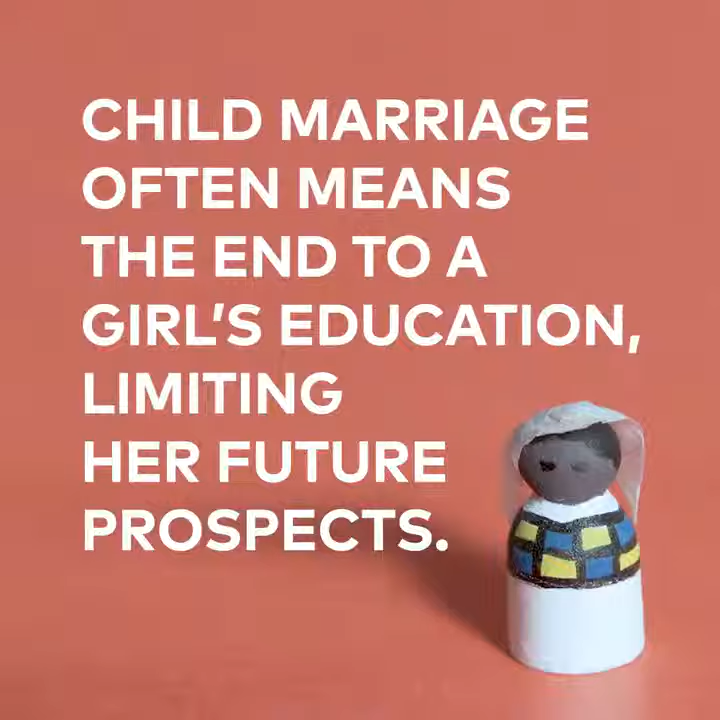 CHILD MARRIAGE
OFTEN MEANS
THE END TO A
GIRL'S EDUCATION,
LIMITING
HER FUTURE
PROSPECTS.